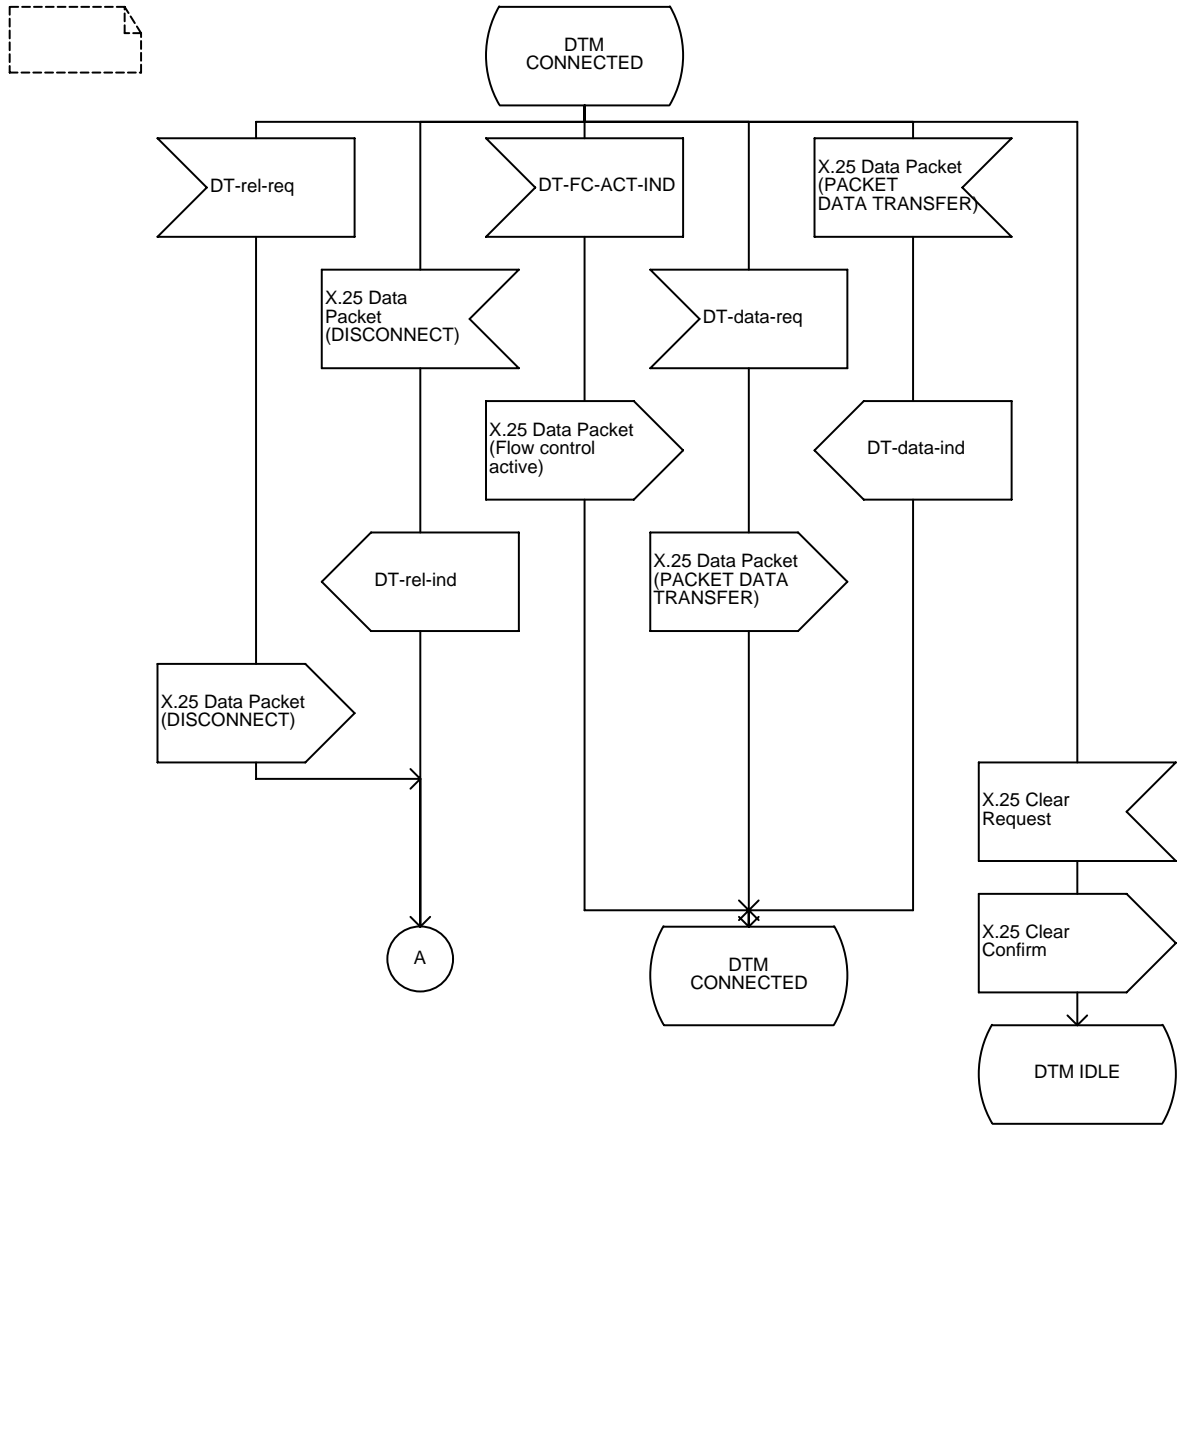 DTM
CONNECTED
DT-rel-req
DT-FC-ACT-IND
X.25 Data Packet
(PACKET
DATA TRANSFER)
X.25 Data
Packet
(DISCONNECT)
DT-data-req
X.25 Data Packet
(Flow control
active)
DT-data-ind
DT-rel-ind
X.25 Data Packet
(PACKET DATA
TRANSFER)
X.25 Data Packet
(DISCONNECT)
X.25 Clear
Request
X.25 Clear
Confirm
A
DTM
CONNECTED
DTM IDLE